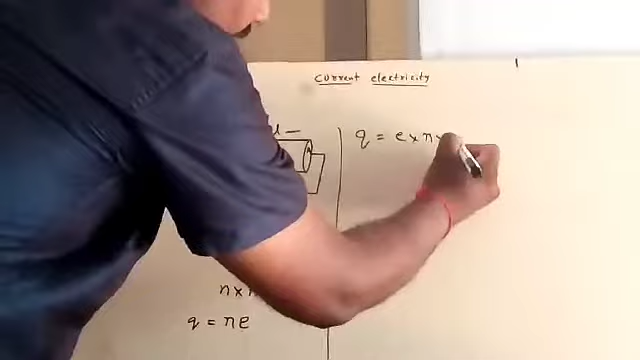 current electricity
l
q = e × n ×
n ×
q = ne